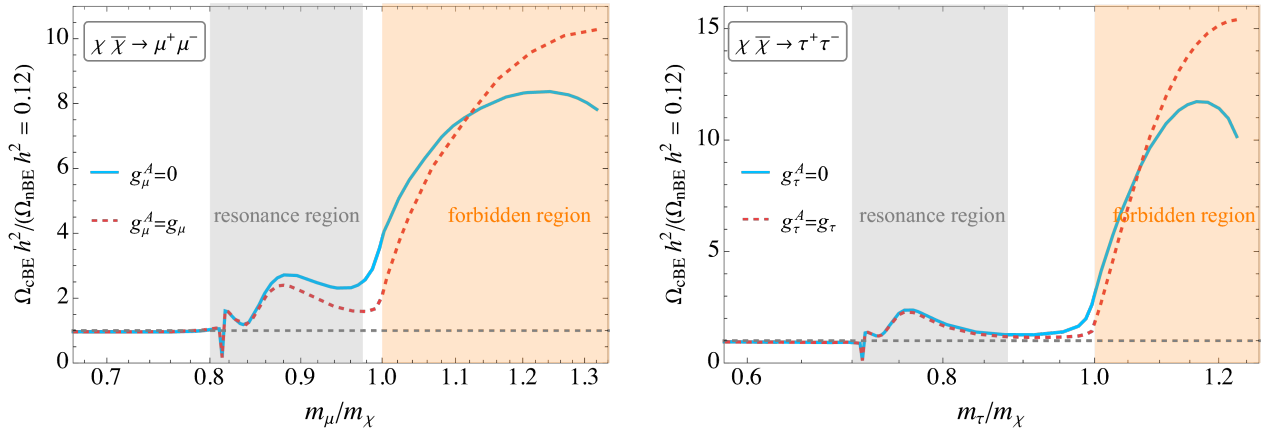 Ω_cBE h²/(Ω_nBE h² = 0.12)
10
8
6
4
2
0
χ χ̅ → μ⁺μ⁻
g_μ^A=0
g_μ^A=g_μ
resonance region
forbidden region
0.7 0.8 0.9 1.0 1.1 1.2 1.3
m_μ/m_χ
Ω_cBE h²/(Ω_nBE h² = 0.12)
15
10
5
0
χ χ̅ → τ⁺τ⁻
g_τ^A=0
g_τ^A=g_τ
resonance region
forbidden region
0.6 0.8 1.0 1.2
m_τ/m_χ